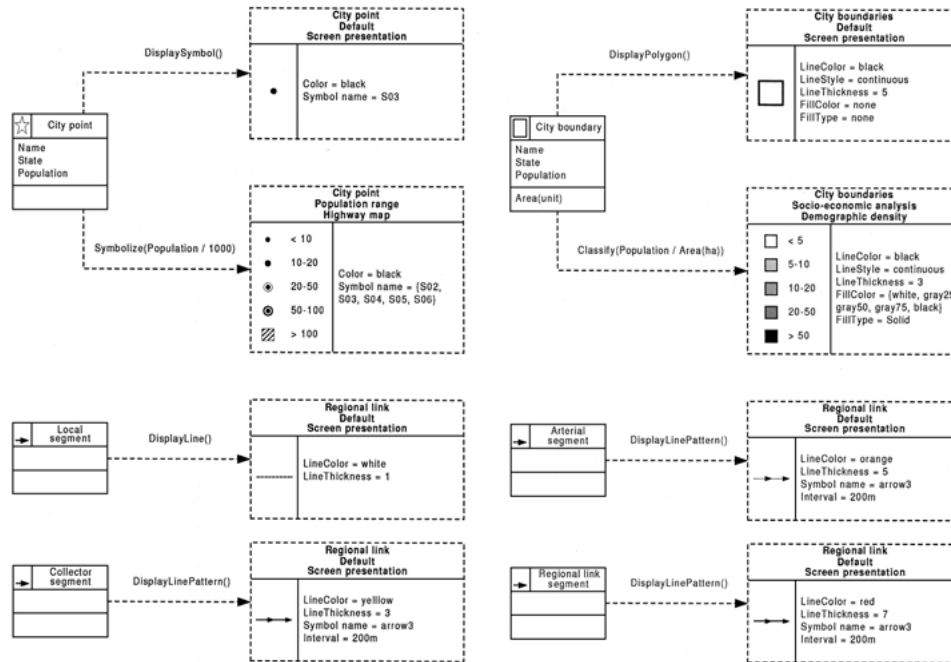 City point
Default
Screen presentation
DisplaySymbol()
Color = black
Symbol name = S03
City point
Name
State
Population
City point
Population range
Highway map
Symbolize(Population / 1000)
< 10
10-20
20-50
50-100
> 100
Color = black
Symbol name = {S02,
S03, S04, S05, S06}
City boundaries
Default
Screen presentation
DisplayPolygon()
LineColor = black
LineStyle = continuous
LineThickness = 5
FillColor = none
FillType = none
City boundary
Name
State
Population
Area(unit)
City boundaries
Socio-economic analysis
Demographic density
Classify(Population / Area(ha))
< 5
5-10
10-20
20-50
> 50
LineColor = black
LineStyle = continuous
LineThickness = 3
FillColor = {white, gray25
gray50, gray75, black}
FillType = Solid
Local
segment
DisplayLine()
Regional link
Default
Screen presentation
LineColor = white
LineThickness = 1
Arterial
segment
DisplayLinePattern()
Regional link
Default
Screen presentation
LineColor = orange
LineThickness = 5
Symbol name = arrow3
Interval = 200m
Collector
segment
DisplayLinePattern()
Regional link
Default
Screen presentation
LineColor = yelllow
LineThickness = 3
Symbol name = arrow3
Interval = 200m
Regional link
segment
DisplayLinePattern()
Regional link
Default
Screen presentation
LineColor = red
LineThickness = 7
Symbol name = arrow3
Interval = 200m